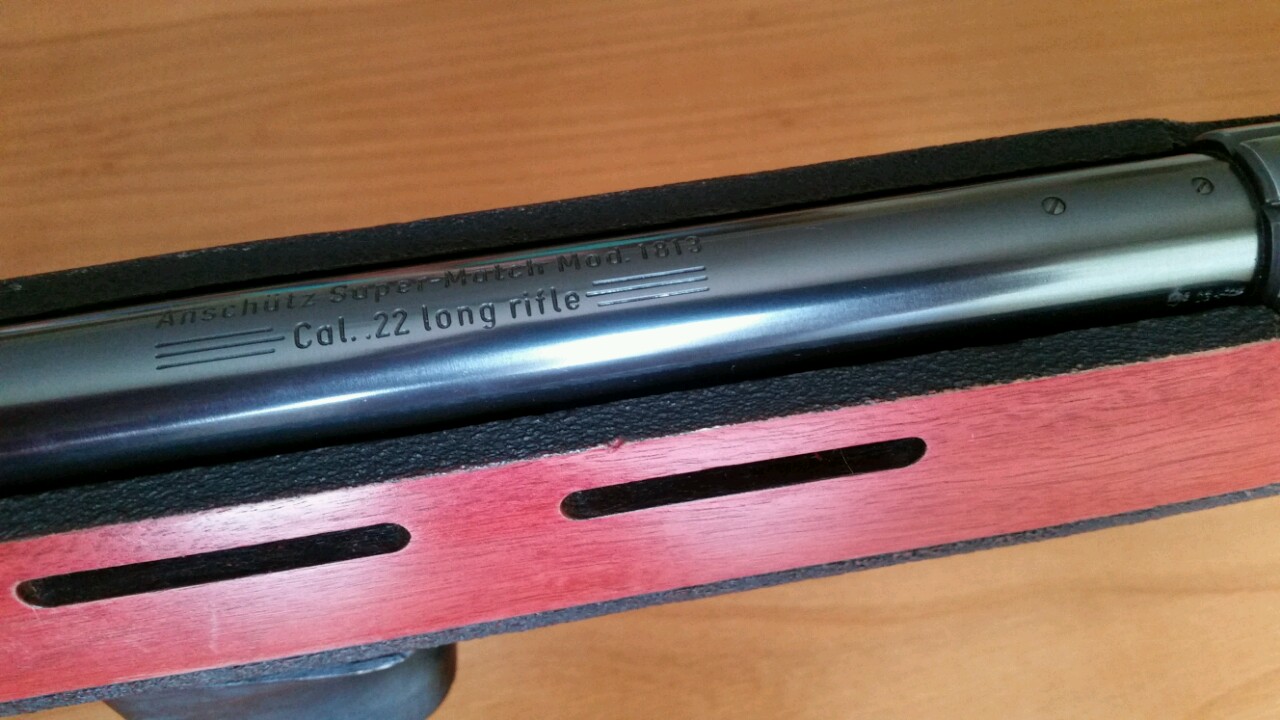 Anschütz Super-Match Mod. 1813
Cal. .22 long rifle